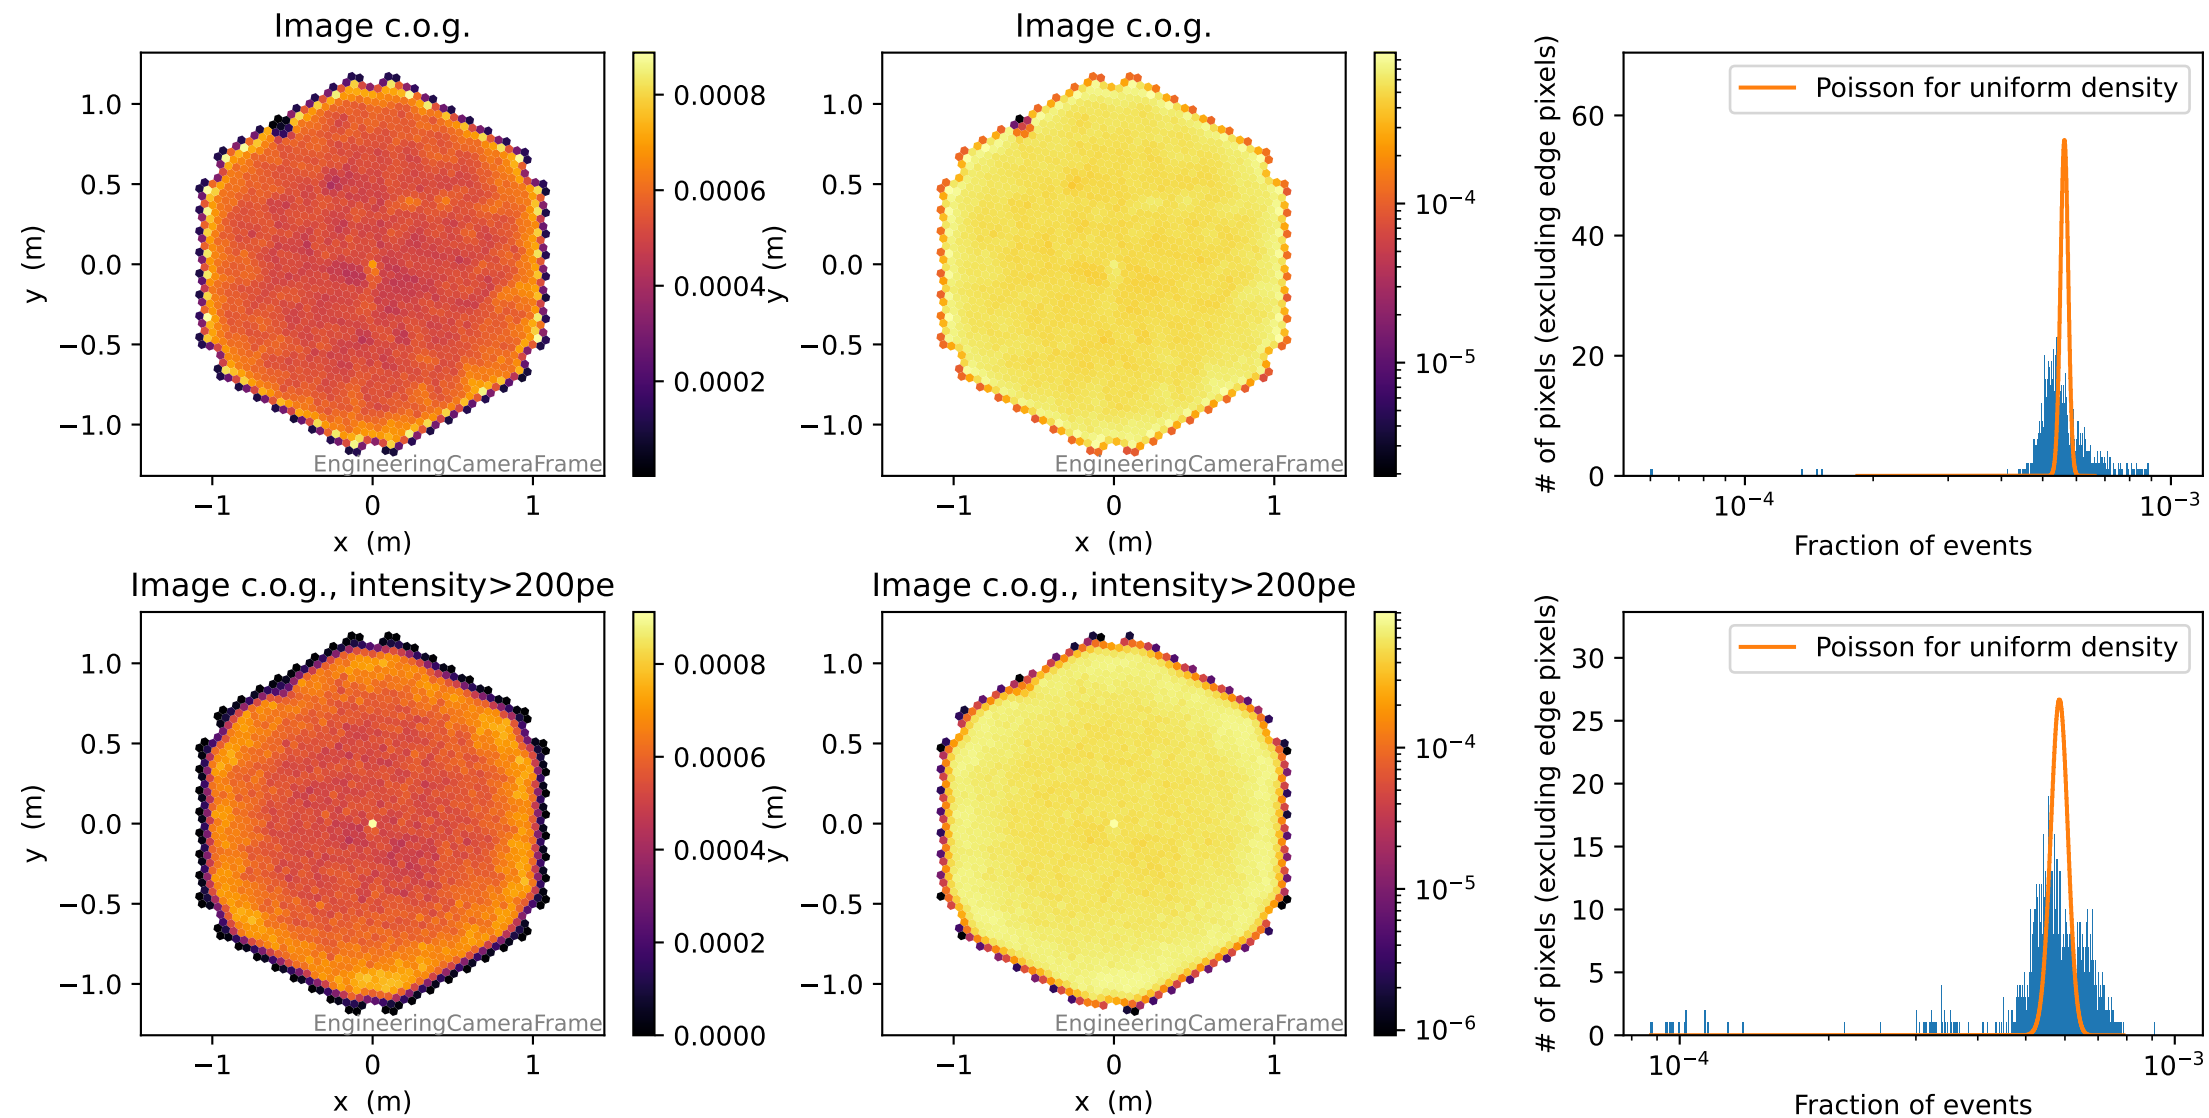 Image c.o.g.
1.0
0.5
0.0
−0.5
−1.0
y (m)
−1
0
1
x (m)
EngineeringCameraFrame
0.0008
0.0006
0.0004
0.0002
Image c.o.g.
1.0
0.5
0.0
−0.5
−1.0
y (m)
−1
0
1
x (m)
EngineeringCameraFrame
10⁻⁴
10⁻⁵
# of pixels (excluding edge pixels)
60
40
20
0
Poisson for uniform density
10⁻⁴
10⁻³
Fraction of events
Image c.o.g., intensity>200pe
1.0
0.5
0.0
−0.5
−1.0
y (m)
−1
0
1
x (m)
EngineeringCameraFrame
0.0008
0.0006
0.0004
0.0002
0.0000
Image c.o.g., intensity>200pe
1.0
0.5
0.0
−0.5
−1.0
y (m)
−1
0
1
x (m)
EngineeringCameraFrame
10⁻⁴
10⁻⁵
10⁻⁶
# of pixels (excluding edge pixels)
30
25
20
15
10
5
0
Poisson for uniform density
10⁻⁴
10⁻³
Fraction of events